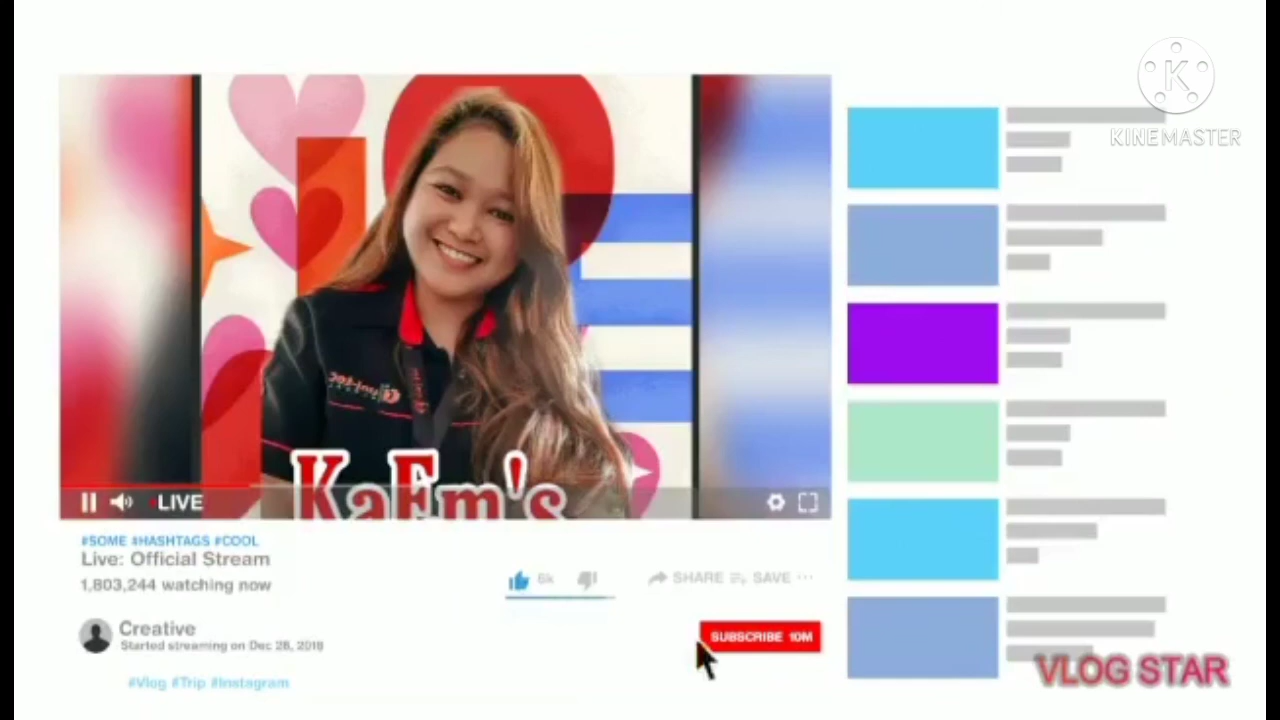 KINEMASTER
KaEm's
LIVE
#SOME #HASHTAGS #COOL
Live: Official Stream
1,803,244 watching now
6k
SHARE
SAVE
Creative
Started streaming on Dec 28, 2018
SUBSCRIBE 10M
#Vlog #Trip #Instagram
VLOG STAR